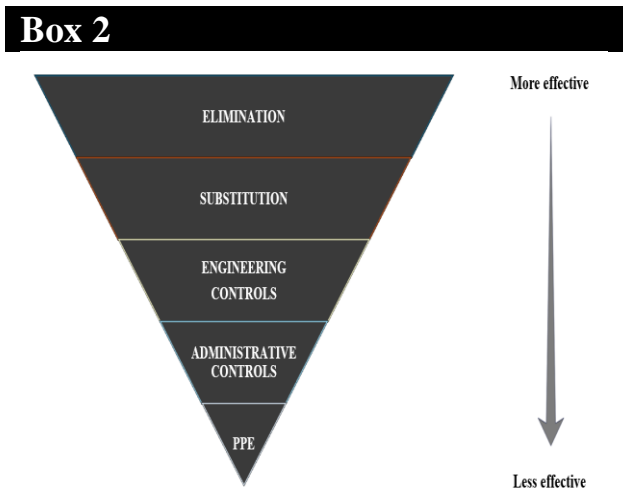 Box 2
More effective
ELIMINATION
SUBSTITUTION
ENGINEERING
CONTROLS
ADMINISTRATIVE
CONTROLS
PPE
Less effective